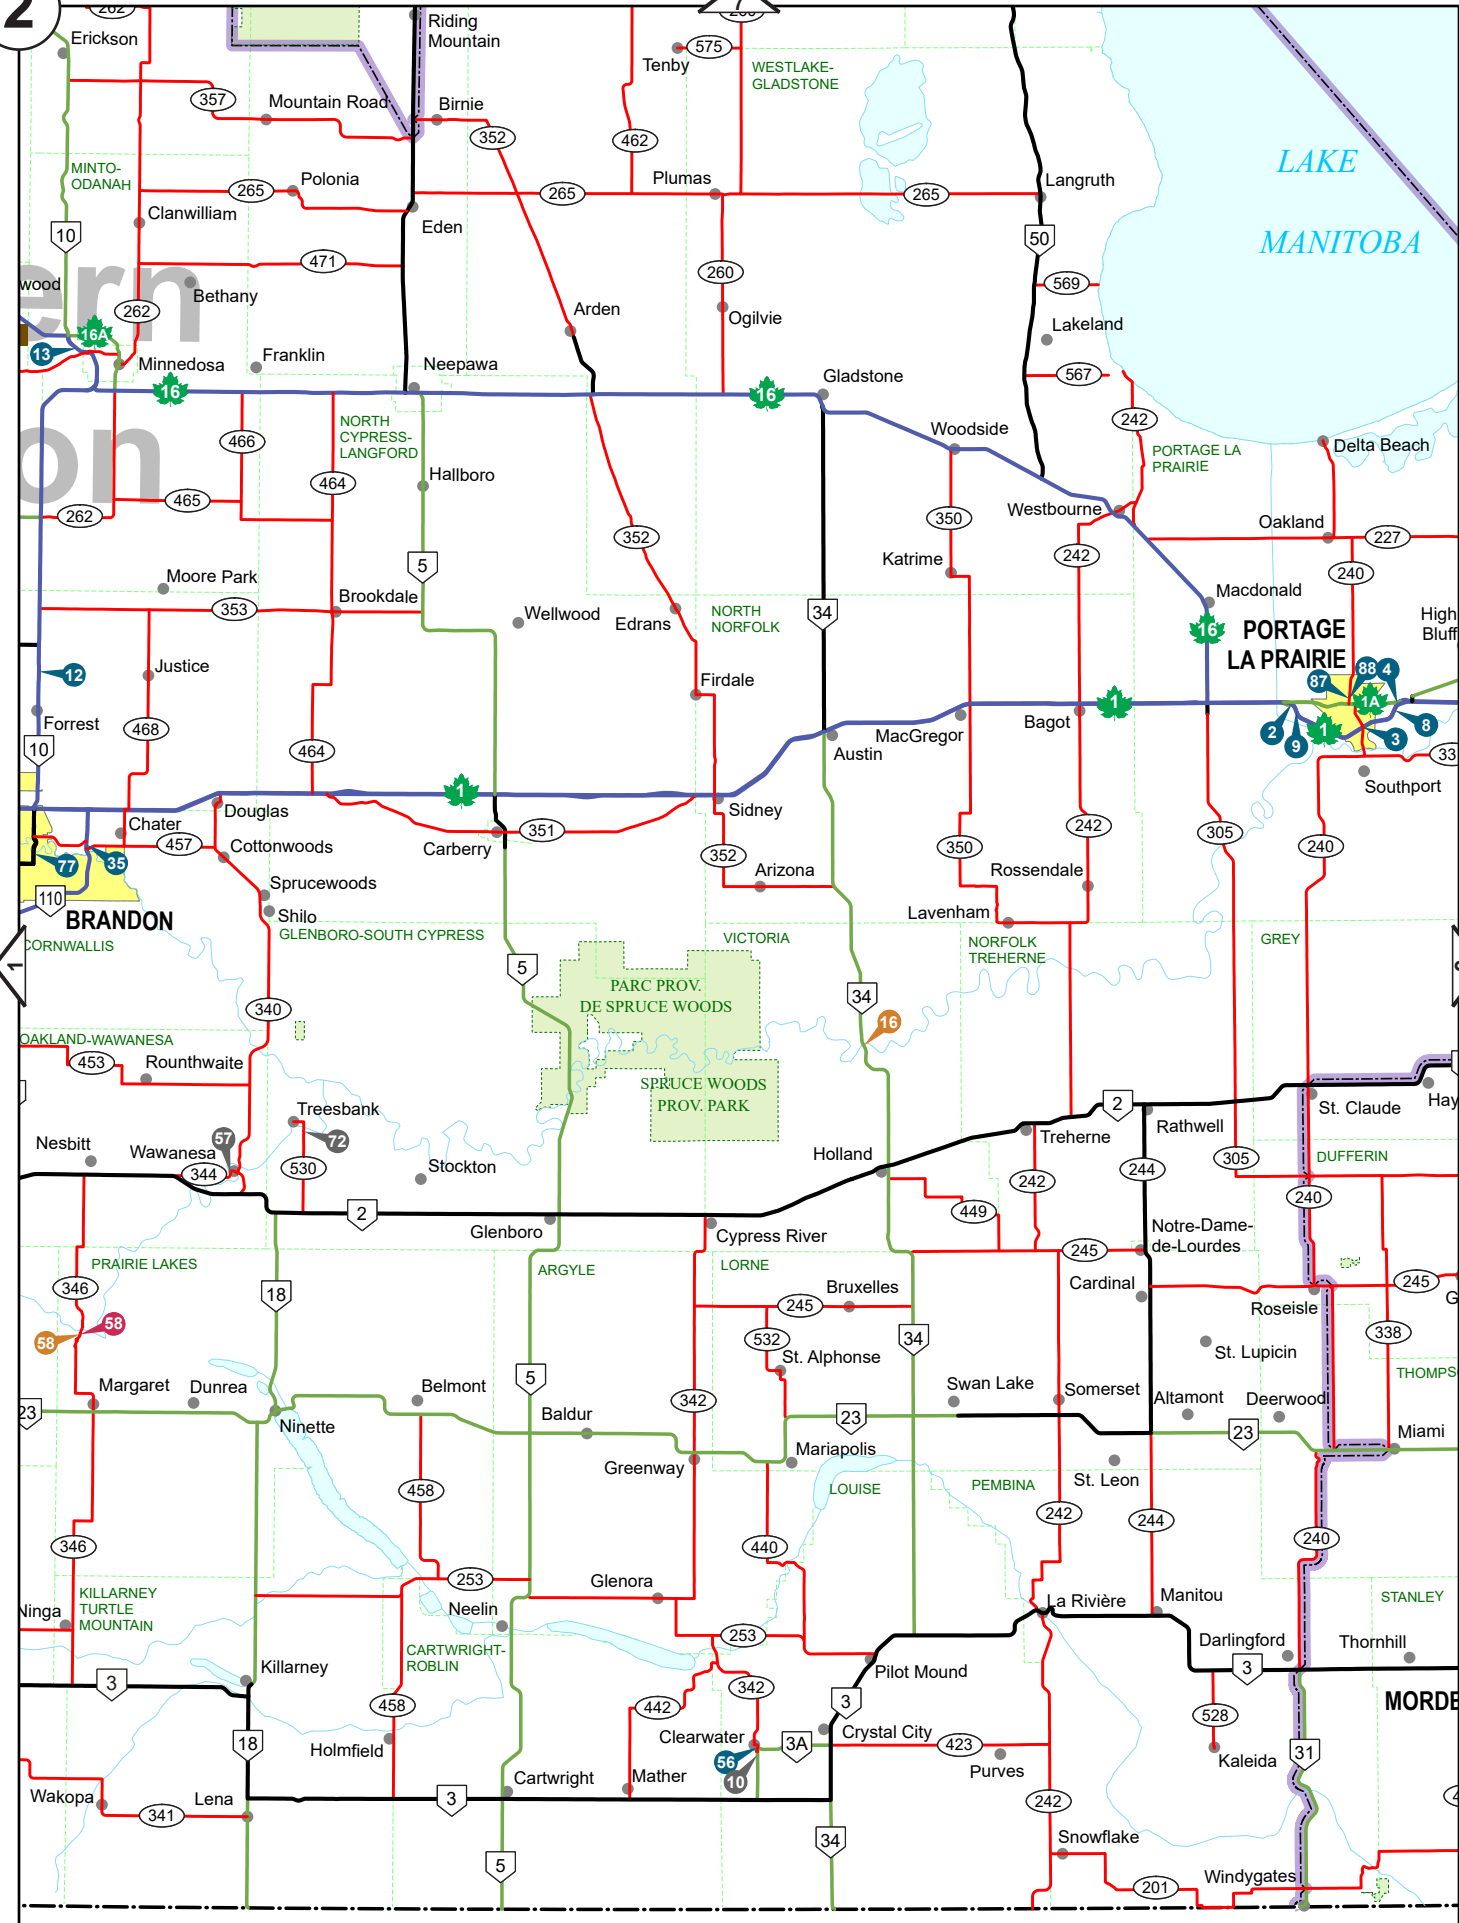 2
262
7
Riding
Mountain
Erickson
575
Tenby
WESTLAKE-
GLADSTONE
357
Mountain Road
Birnie
352
462
LAKE
MANITOBA
MINTO-
ODANAH
265
Polonia
265
Plumas
265
Langruth
Clanwilliam
Eden
10
50
471
260
569
wood
ern
Bethany
262
Arden
Ogilvie
Lakeland
16A
13
Minnedosa
Franklin
Neepawa
Gladstone
567
16
16
242
on
466
NORTH
CYPRESS-
LANGFORD
Woodside
PORTAGE LA
PRAIRIE
Delta Beach
464
Hallboro
465
262
350
Westbourne
Oakland
352
227
242
Katrime
5
240
Moore Park
353
Brookdale
Wellwood
Edrans
NORTH
NORFOLK
34
Macdonald
16
PORTAGE
LA PRAIRIE
High
Bluff
12
Justice
Firdale
87
88
4
1A
Forrest
468
10
464
MacGregor
Bagot
1
2
9
1
3
8
Austin
33
Southport
1
Douglas
Sidney
Chater
457
Cottonwoods
Carberry
351
352
350
242
305
240
77
35
Arizona
Rossendale
110
Sprucewoods
BRANDON
Shilo
Lavenham
GLENBORO-SOUTH CYPRESS
VICTORIA
NORFOLK
TREHERNE
GREY
CORNWALLIS
1
5
PARC PROV.
DE SPRUCE WOODS
34
340
16
OAKLAND-WAWANESA
453
Rounthwaite
SPRUCE WOODS
PROV. PARK
Treesbank
72
2
St. Claude
Hay
Nesbitt
Wawanesa
57
344
530
Stockton
Holland
Treherne
Rathwell
244
305
DUFFERIN
242
240
2
Glenboro
Cypress River
449
Notre-Dame-
de-Lourdes
245
PRAIRIE LAKES
ARGYLE
LORNE
346
18
Bruxelles
245
Cardinal
245
Roseisle
G
58
58
532
34
338
St. Alphonse
St. Lupicin
THOMPS
5
Margaret
Dunrea
Belmont
342
Swan Lake
Somerset
Altamont
Deerwood
23
Ninette
Baldur
23
23
Miami
Greenway
Mariapolis
St. Leon
458
LOUISE
PEMBINA
242
244
346
440
240
253
KILLARNEY
TURTLE
MOUNTAIN
Glenora
La Rivière
Manitou
STANLEY
Ninga
Neelin
253
CARTWRIGHT-
ROBLIN
Darlingford
Thornhill
Killarney
Pilot Mound
3
3
342
3
458
442
MORDE
528
Clearwater
Crystal City
3A
423
18
Holmfield
56
10
Purves
Kaleida
31
Cartwright
Mather
Wakopa
Lena
3
341
242
34
Snowflake
5
201
Windygates